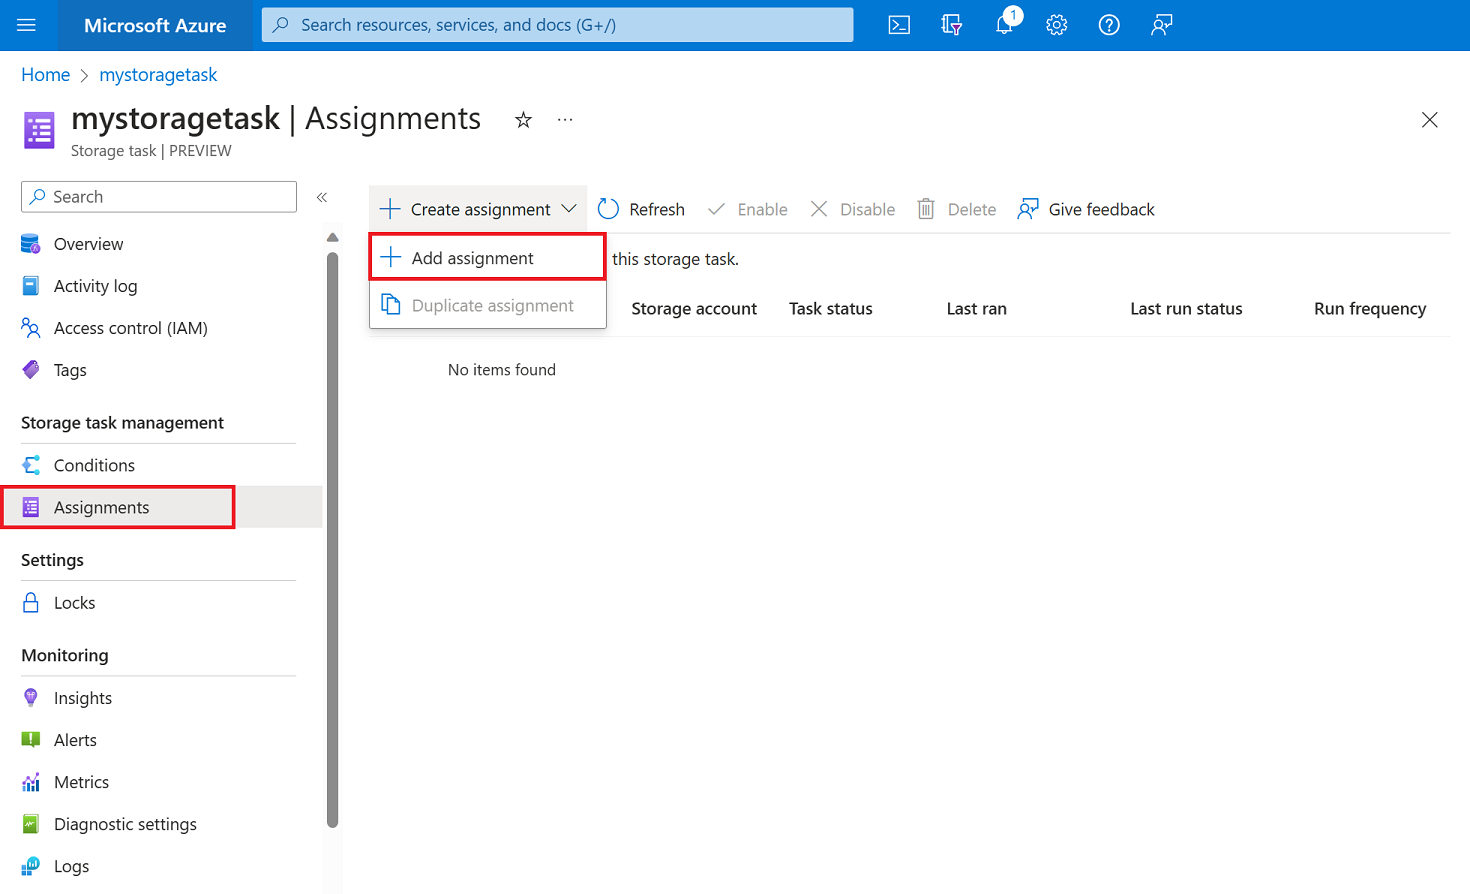 Microsoft Azure
Search resources, services, and docs (G+/)
1
Home > mystoragetask
mystoragetask | Assignments
Storage task | PREVIEW
Search
Overview
Activity log
Access control (IAM)
Tags
Storage task management
Conditions
Assignments
Settings
Locks
Monitoring
Insights
Alerts
Metrics
Diagnostic settings
Logs
Create assignment Refresh Enable Disable Delete Give feedback
Add assignment
this storage task.
Duplicate assignment
Storage account Task status Last ran Last run status Run frequency
No items found